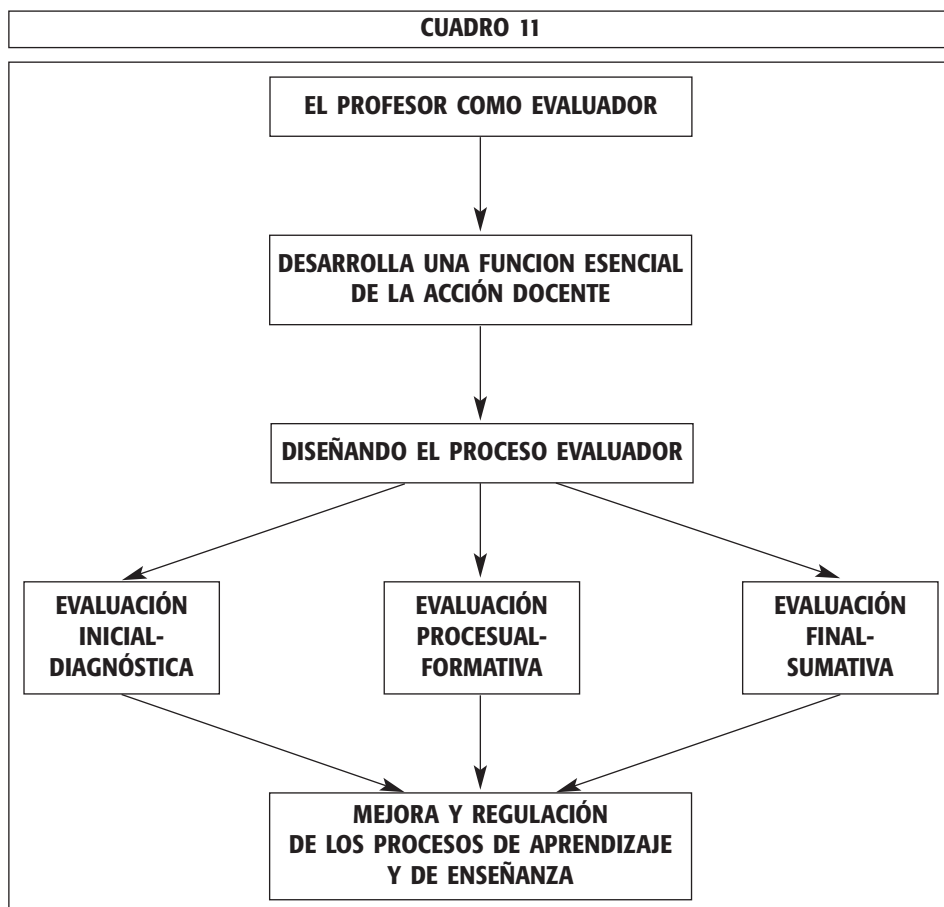 CUADRO 11
EL PROFESOR COMO EVALUADOR
DESARROLLA UNA FUNCION ESENCIAL
DE LA ACCIÓN DOCENTE
DISEÑANDO EL PROCESO EVALUADOR
EVALUACIÓN
INICIAL-
DIAGNÓSTICA
EVALUACIÓN
PROCESUAL-
FORMATIVA
EVALUACIÓN
FINAL-
SUMATIVA
MEJORA Y REGULACIÓN
DE LOS PROCESOS DE APRENDIZAJE
Y DE ENSEÑANZA